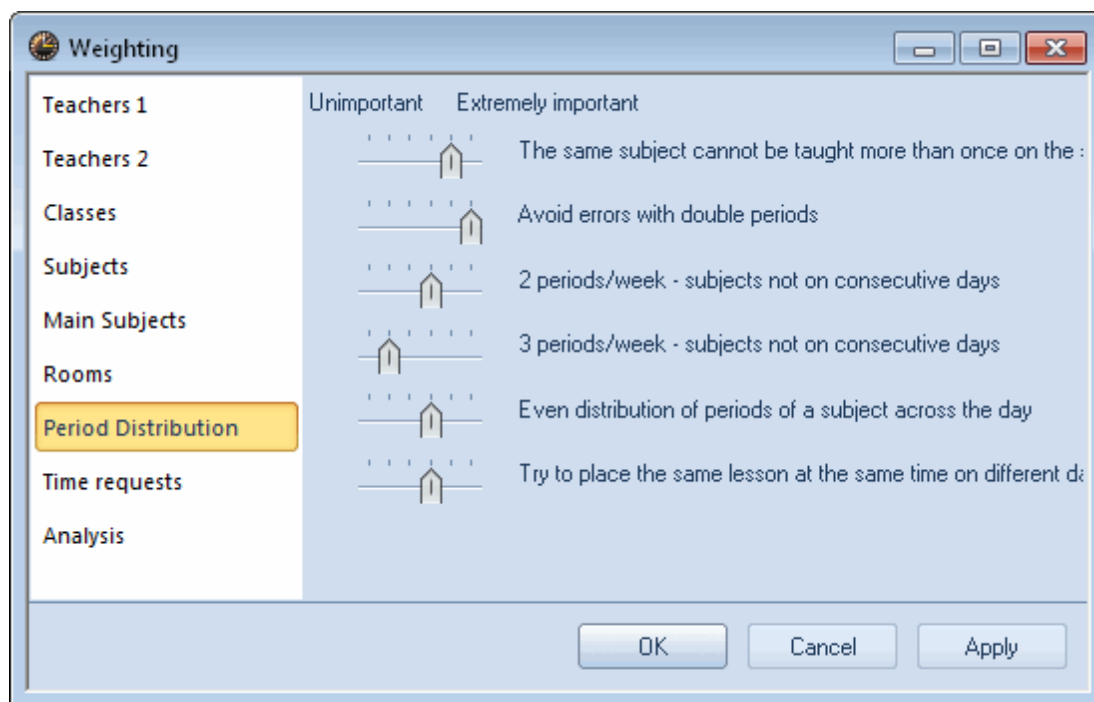 Weighting
Teachers 1
Teachers 2
Classes
Subjects
Main Subjects
Rooms
Period Distribution
Time requests
Analysis
Unimportant Extremely important
The same subject cannot be taught more than once on the
Avoid errors with double periods
2 periods/week - subjects not on consecutive days
3 periods/week - subjects not on consecutive days
Even distribution of periods of a subject across the day
Try to place the same lesson at the same time on different
OK Cancel Apply